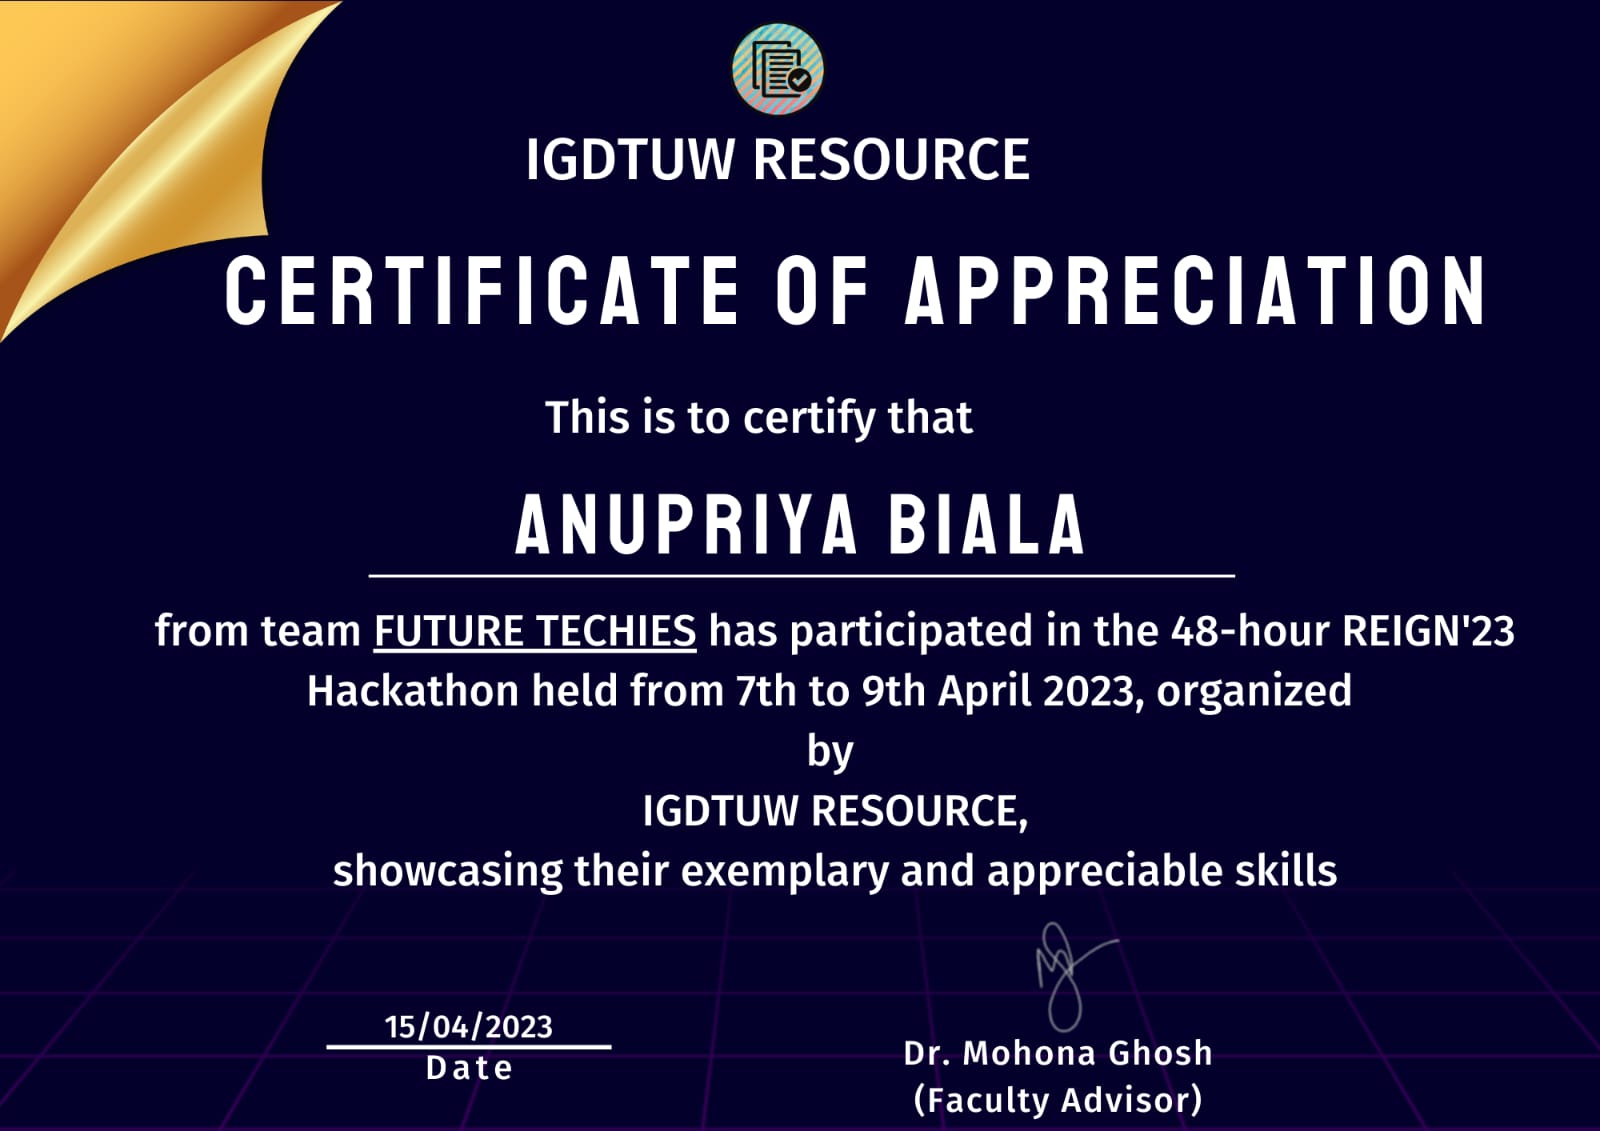 IGDTUW RESOURCE
CERTIFICATE OF APPRECIATION
This is to certify that
ANUPRIYA BIALA
from team FUTURE TECHIES has participated in the 48-hour REIGN'23
Hackathon held from 7th to 9th April 2023, organized
by
IGDTUW RESOURCE,
showcasing their exemplary and appreciable skills
15/04/2023
Date
Dr. Mohona Ghosh
(Faculty Advisor)